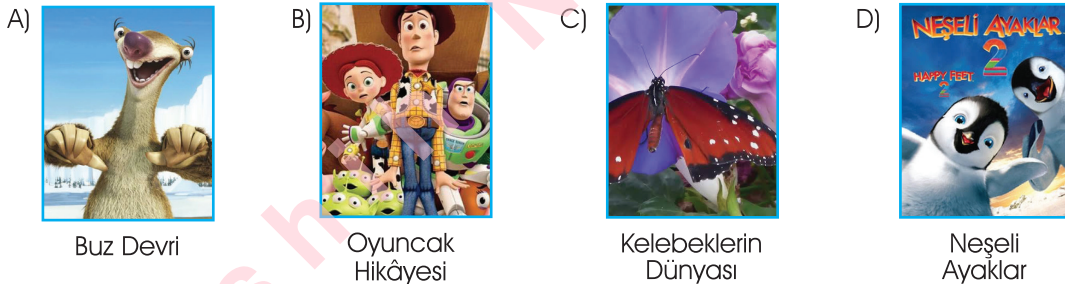 A)
Buz Devri
B)
Oyuncak
Hikâyesi
C)
Kelebeklerin
Dünyası
D)
NEŞELİ AYAKLAR
2
HAPPY FEET
2
Neşeli
Ayaklar